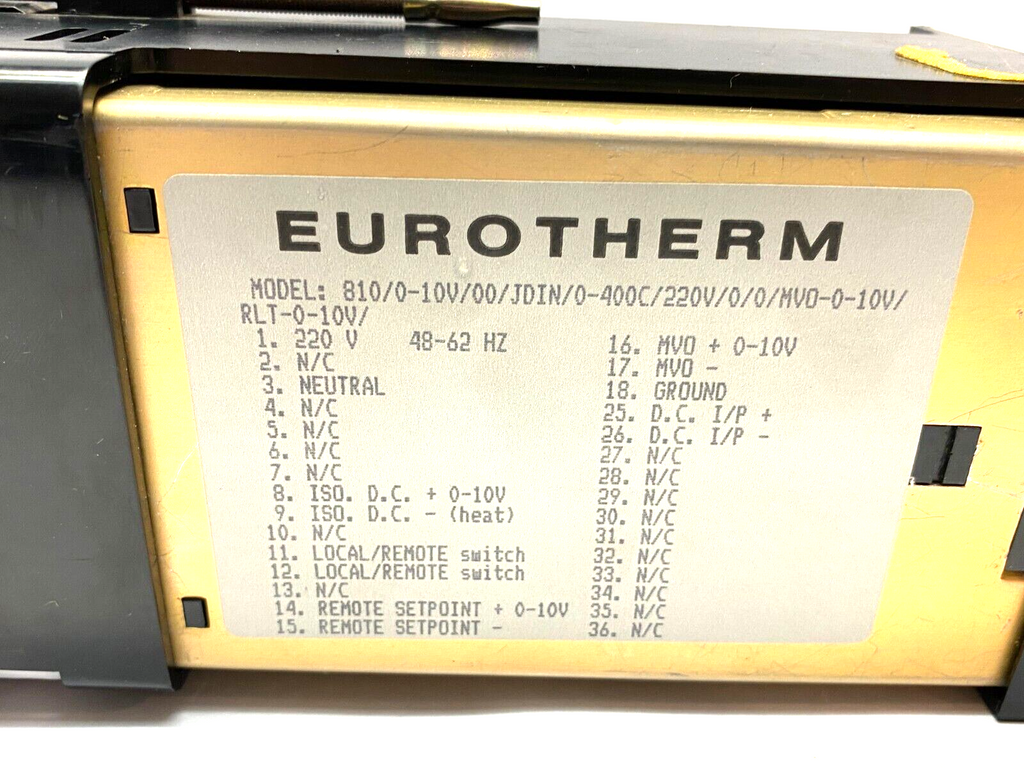 EUROTHERM
MODEL: 810/0-10V/00/JDIN/0-400C/220V/0/0/MVO-0-10V/
RLT-0-10V/
1. 220 V 48-62 HZ
2. N/C
3. NEUTRAL
4. N/C
5. N/C
6. N/C
7. N/C
8. ISO. D.C. + 0-10V
9. ISO. D.C. - (heat)
10. N/C
11. LOCAL/REMOTE switch
12. LOCAL/REMOTE switch
13. N/C
14. REMOTE SETPOINT + 0-10V
15. REMOTE SETPOINT -
16. MVO + 0-10V
17. MVO -
18. GROUND
25. D.C. I/P +
26. D.C. I/P -
27. N/C
28. N/C
29. N/C
30. N/C
31. N/C
32. N/C
33. N/C
34. N/C
35. N/C
36. N/C